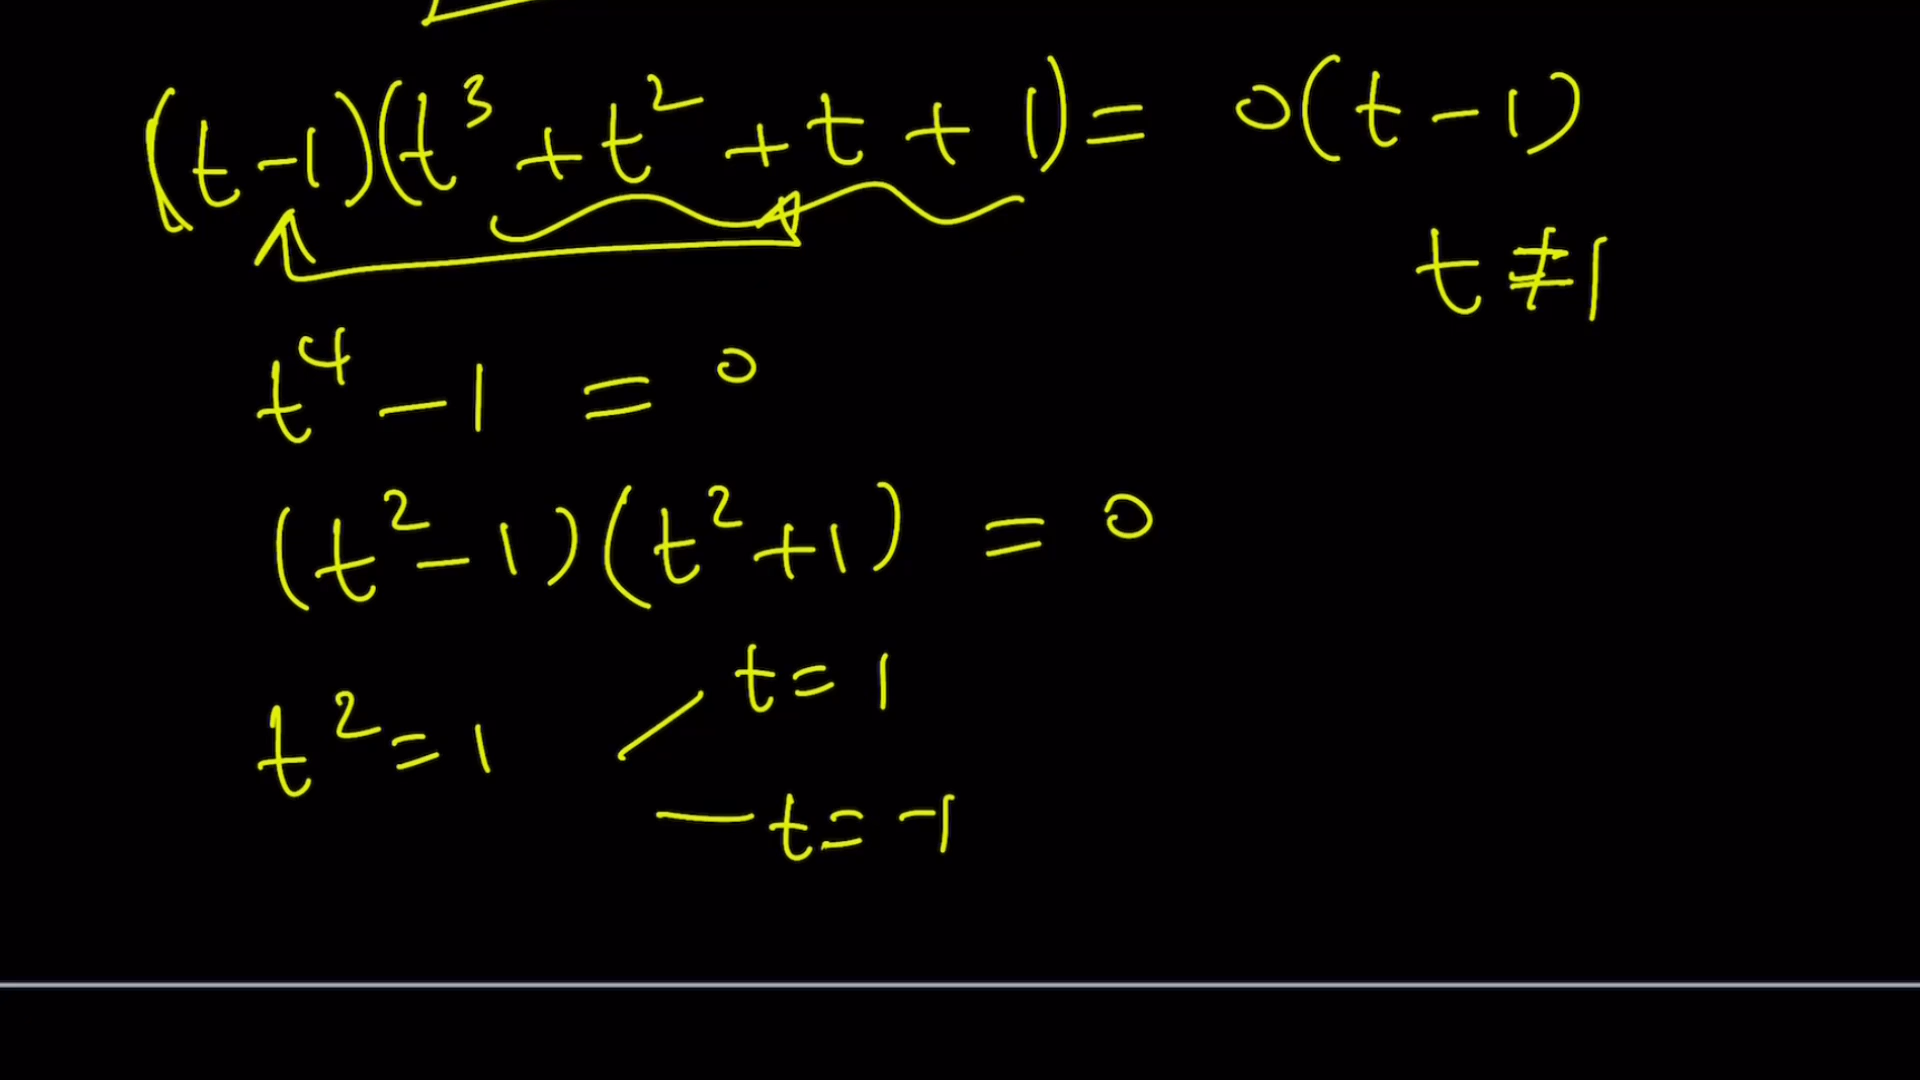 (t-1)(t³ + t² + t + 1) = 0(t-1)
t ≠ 1
t⁴ - 1 = 0
(t² - 1)(t² + 1) = 0
t = 1
t² = 1
t = -1